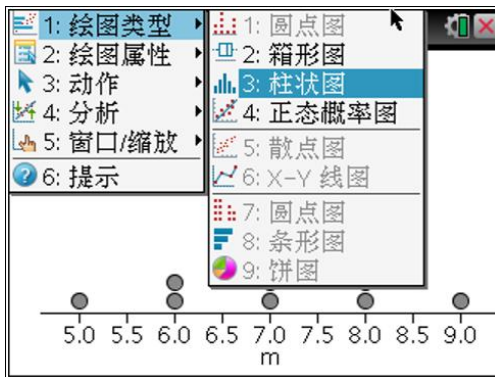 1: 绘图类型
2: 绘图属性
3: 动作
4: 分析
5: 窗口/缩放
6: 提示
1: 圆点图
2: 箱形图
3: 柱状图
4: 正态概率图
5: 散点图
6: X-Y 线图
7: 圆点图
8: 条形图
9: 饼图
5.0 5.5 6.0 6.5 7.0 7.5 8.0 8.5 9.0
m